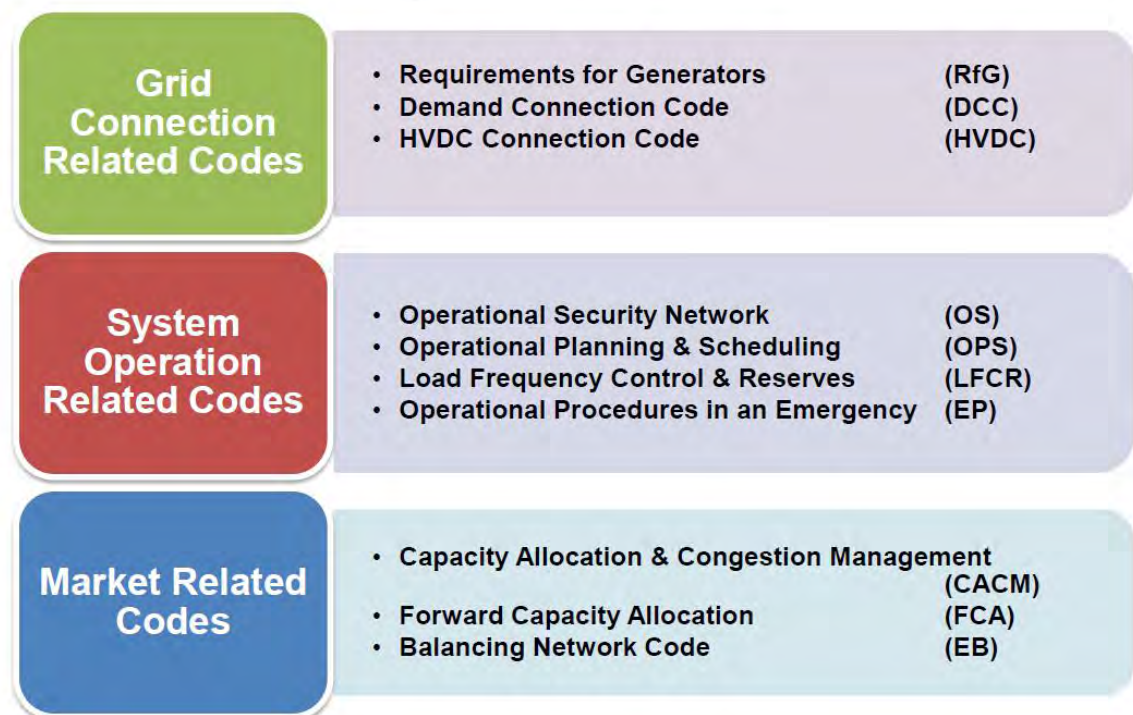 Grid
Connection
Related Codes
• Requirements for Generators (RfG)
• Demand Connection Code (DCC)
• HVDC Connection Code (HVDC)
System
Operation
Related Codes
• Operational Security Network (OS)
• Operational Planning & Scheduling (OPS)
• Load Frequency Control & Reserves (LFCR)
• Operational Procedures in an Emergency (EP)
Market Related
Codes
• Capacity Allocation & Congestion Management
(CACM)
• Forward Capacity Allocation (FCA)
• Balancing Network Code (EB)